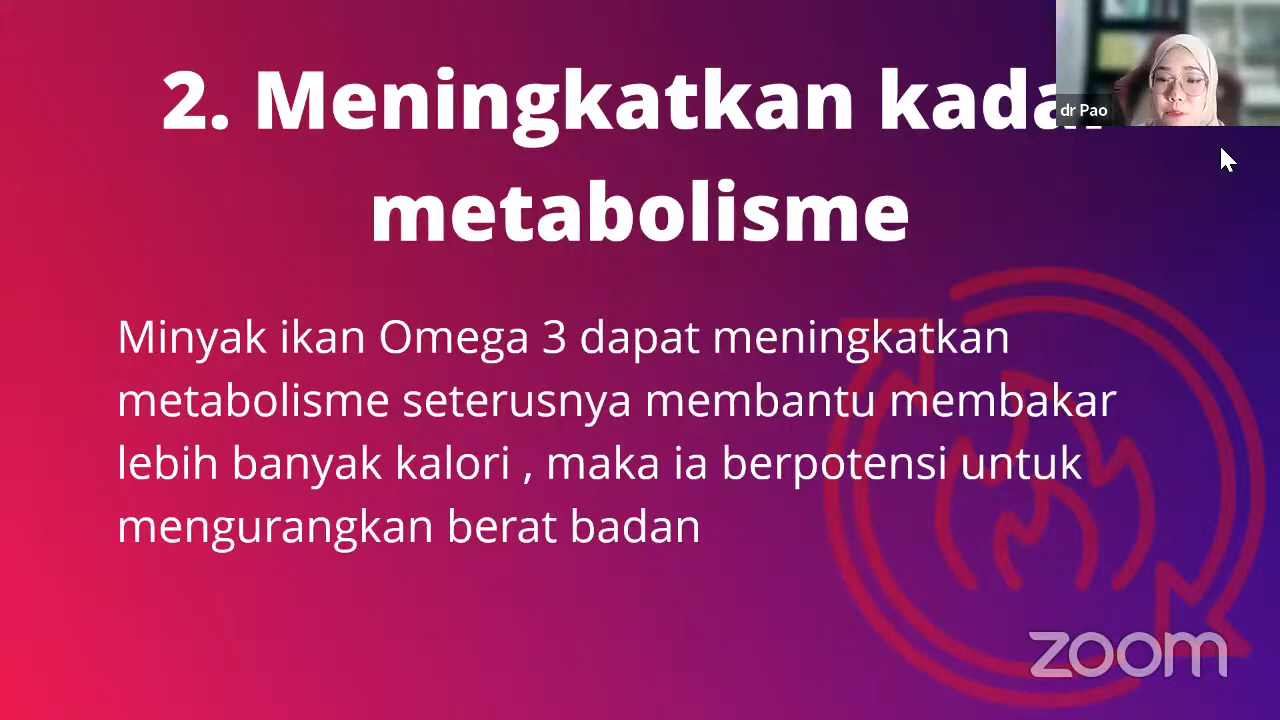 2. Meningkatkan kadar
metabolisme
dr Pao
Minyak ikan Omega 3 dapat meningkatkan
metabolisme seterusnya membantu membakar
lebih banyak kalori , maka ia berpotensi untuk
mengurangkan berat badan
zoom